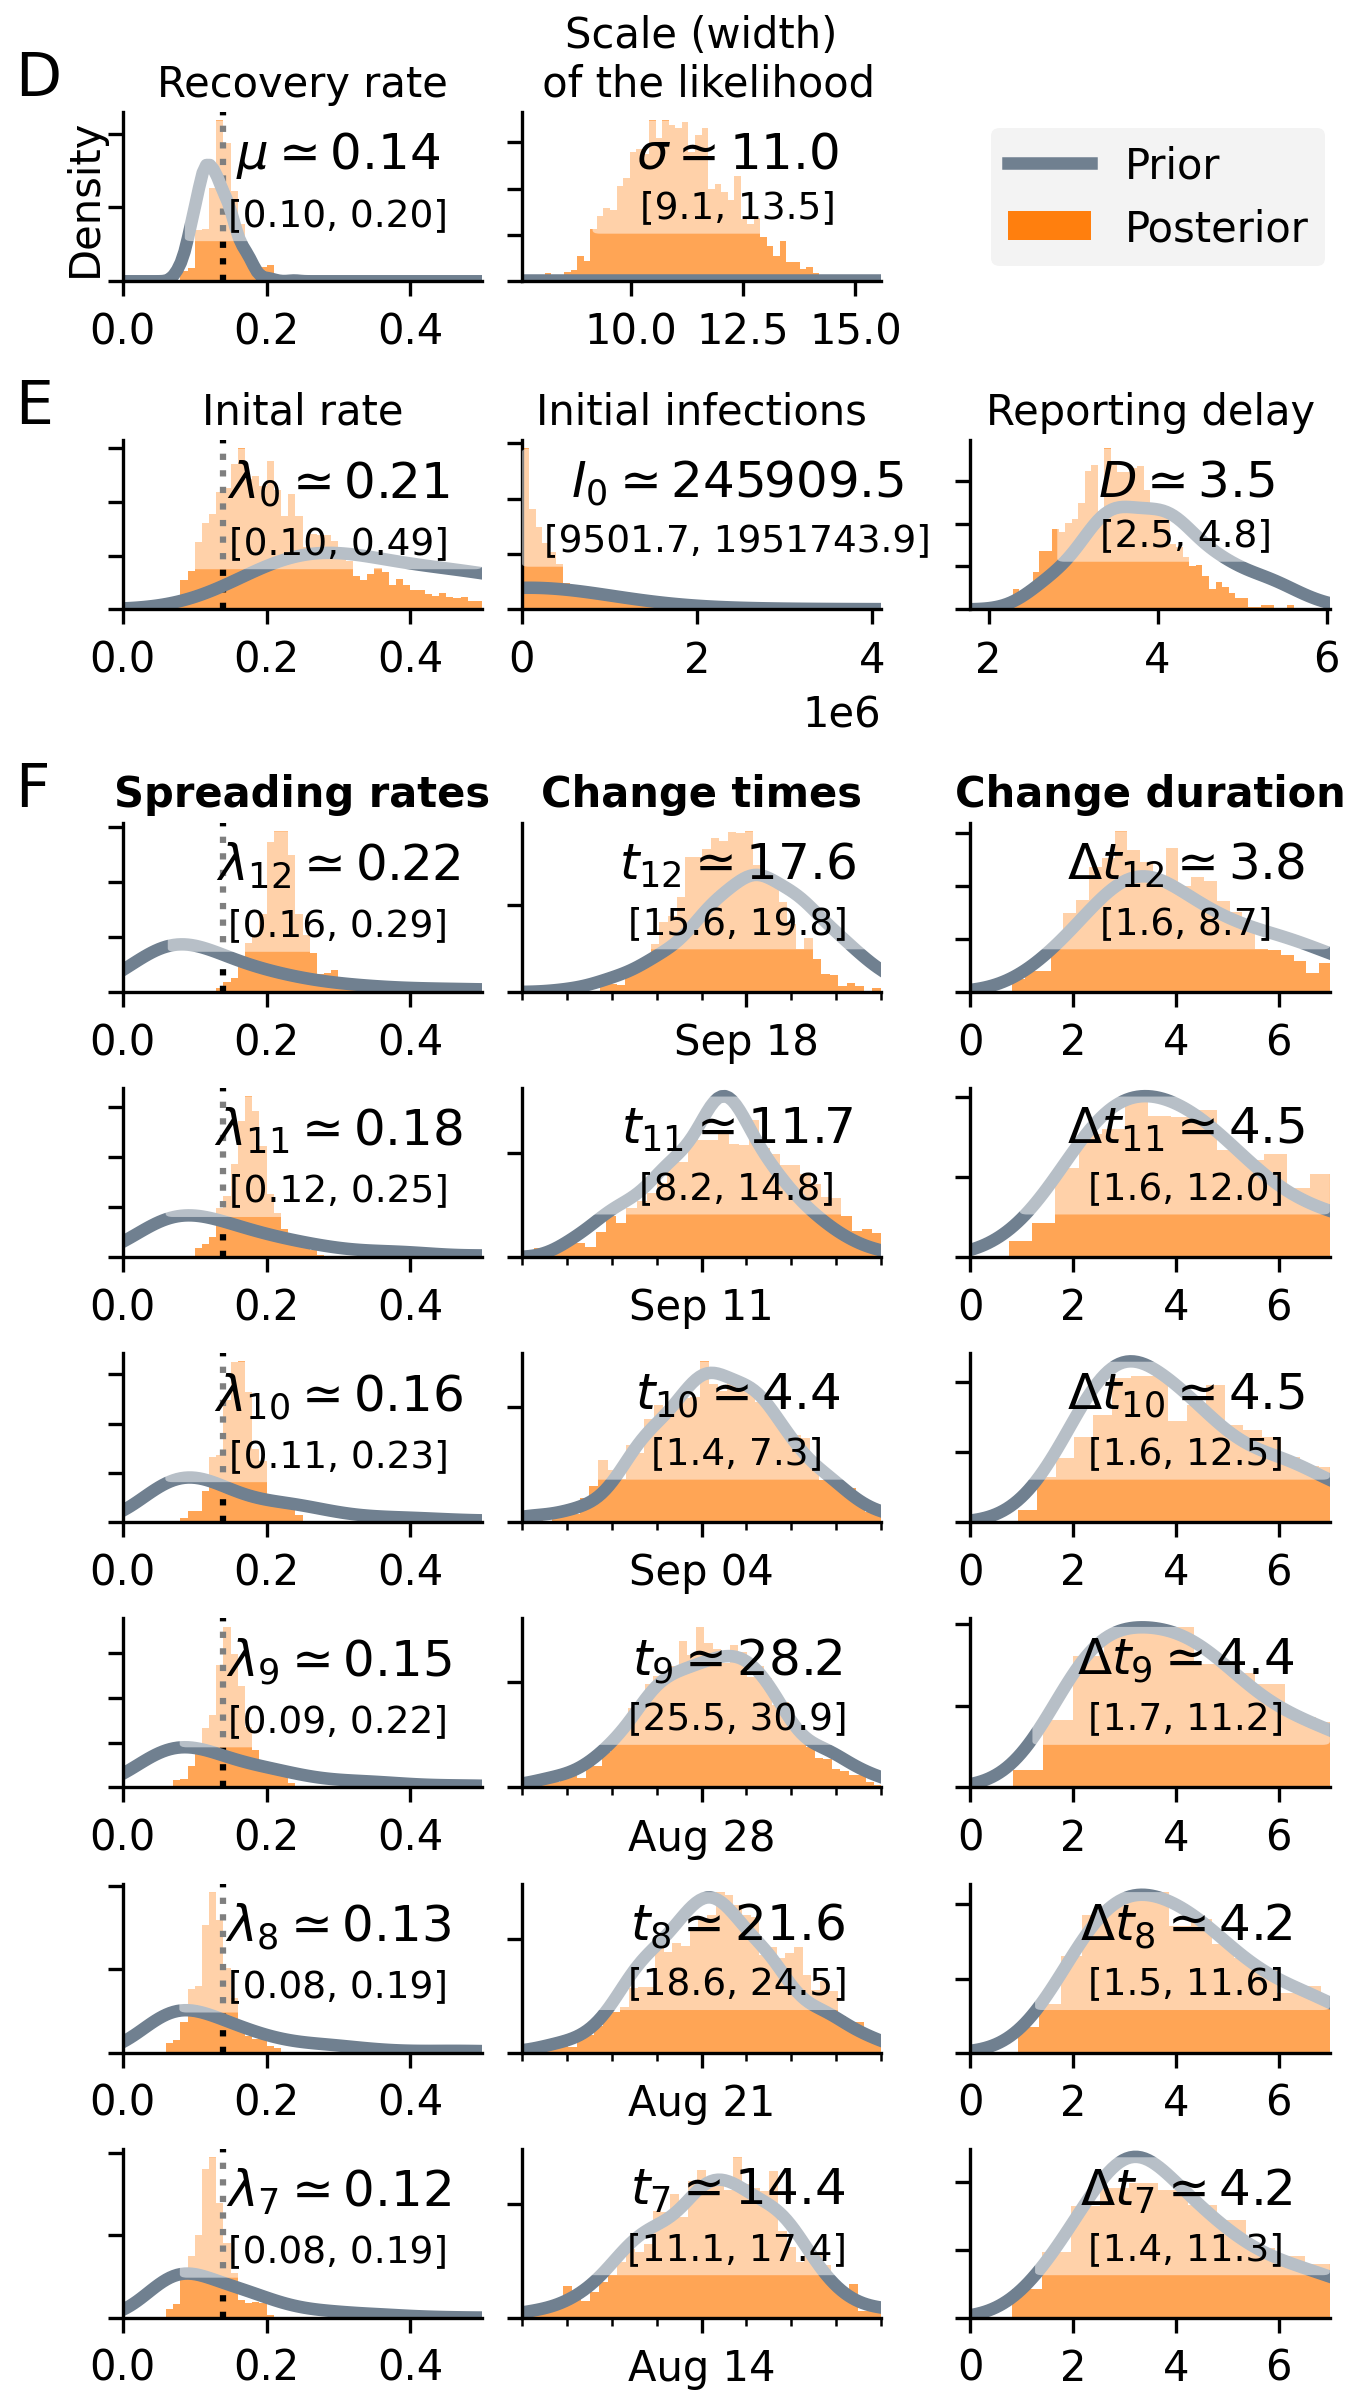 D
Recovery rate
Scale (width)
of the likelihood
Density
μ ≃ 0.14
[0.10, 0.20]
σ ≃ 11.0
[9.1, 13.5]
Prior
Posterior
0.0 0.2 0.4
10.0 12.5 15.0
E
Inital rate
Initial infections
Reporting delay
λ0 ≃ 0.21
[0.10, 0.49]
I0 ≃ 245909.5
[9501.7, 1951743.9]
D ≃ 3.5
[2.5, 4.8]
0.0 0.2 0.4
0 2 4
1e6
2 4 6
F
Spreading rates
Change times
Change duration
λ12 ≃ 0.22
[0.16, 0.29]
t12 ≃ 17.6
[15.6, 19.8]
Δt12 ≃ 3.8
[1.6, 8.7]
0.0 0.2 0.4
Sep 18
0 2 4 6
λ11 ≃ 0.18
[0.12, 0.25]
t11 ≃ 11.7
[8.2, 14.8]
Δt11 ≃ 4.5
[1.6, 12.0]
0.0 0.2 0.4
Sep 11
0 2 4 6
λ10 ≃ 0.16
[0.11, 0.23]
t10 ≃ 4.4
[1.4, 7.3]
Δt10 ≃ 4.5
[1.6, 12.5]
0.0 0.2 0.4
Sep 04
0 2 4 6
λ9 ≃ 0.15
[0.09, 0.22]
t9 ≃ 28.2
[25.5, 30.9]
Δt9 ≃ 4.4
[1.7, 11.2]
0.0 0.2 0.4
Aug 28
0 2 4 6
λ8 ≃ 0.13
[0.08, 0.19]
t8 ≃ 21.6
[18.6, 24.5]
Δt8 ≃ 4.2
[1.5, 11.6]
0.0 0.2 0.4
Aug 21
0 2 4 6
λ7 ≃ 0.12
[0.08, 0.19]
t7 ≃ 14.4
[11.1, 17.4]
Δt7 ≃ 4.2
[1.4, 11.3]
0.0 0.2 0.4
Aug 14
0 2 4 6